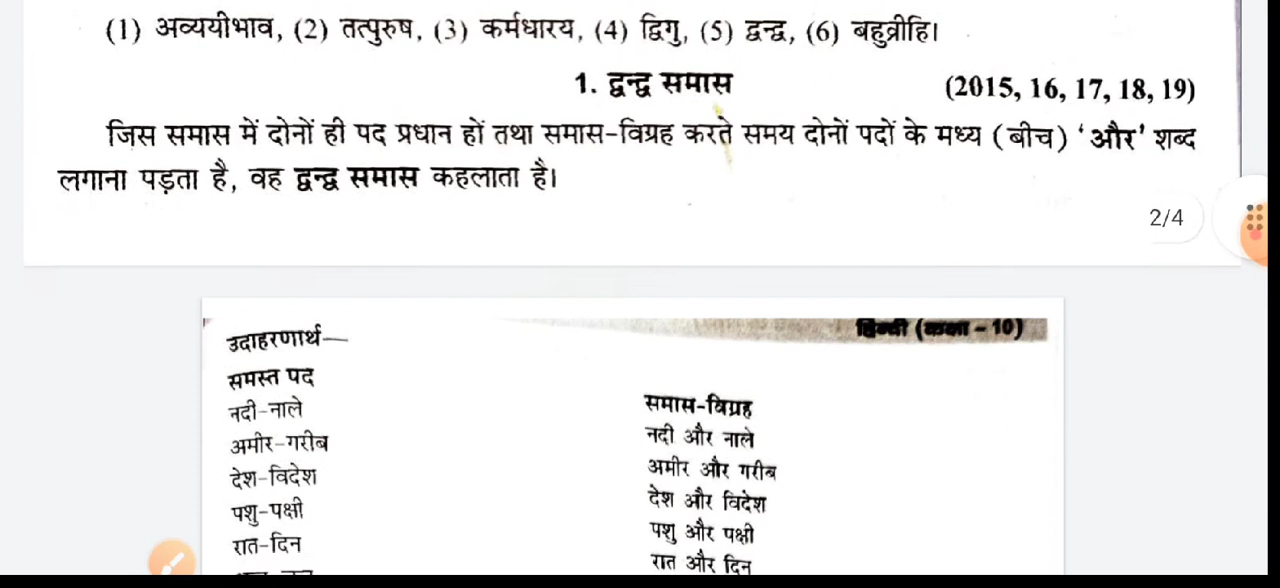 (1) अव्ययीभाव, (2) तत्पुरुष, (3) कर्मधारय, (4) द्विगु, (5) द्वन्द्व, (6) बहुव्रीहि।
1. द्वन्द्व समास (2015, 16, 17, 18, 19)
जिस समास में दोनों ही पद प्रधान हों तथा समास-विग्रह करते समय दोनों पदों के मध्य (बीच) 'और' शब्द
लगाना पड़ता है, वह द्वन्द्व समास कहलाता है।
2/4
हिन्दी (कक्षा - 10)
उदाहरणार्थ—
समस्त पद समास-विग्रह
नदी-नाले नदी और नाले
अमीर-गरीब अमीर और गरीब
देश-विदेश देश और विदेश
पशु-पक्षी पशु और पक्षी
रात-दिन रात और दिन